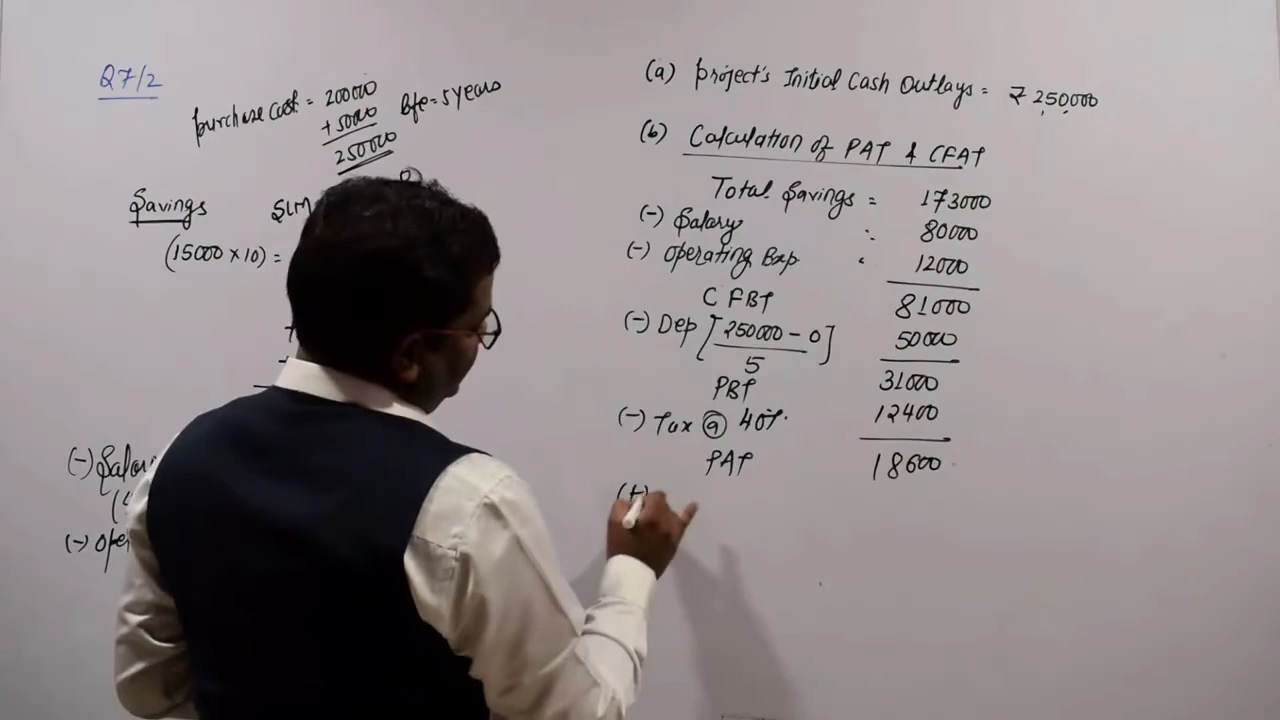 Q7/2
Purchase cost = 200000
+ 50000
250000
life = 5 years
Savings
SLM
(15000 × 10) =
(-) Salar
(-) Ope
(a) Project's Initial Cash Outlays = ₹ 250000
(b) Calculation of PAT & CFAT
Total Savings = 173000
(-) Salary : 80000
(-) Operating Exp 12000
CFBT 81000
(-) Dep [250000 - 0 / 5] 50000
PBT 31000
(-) Tax @ 40% 12400
PAT 18600
(+)